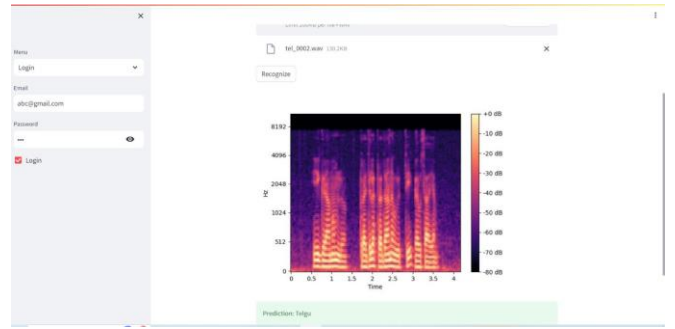 Menu
Login
Email
abc@gmail.com
Password
Login
tel_0002.wav 139.2KB
Recognize
8192
4096
2048
1024
512
0
Hz
0 0.5 1 1.5 2 2.5 3 3.5 4
Time
+0 dB
-10 dB
-20 dB
-30 dB
-40 dB
-50 dB
-60 dB
-70 dB
-80 dB
Prediction: Telgu